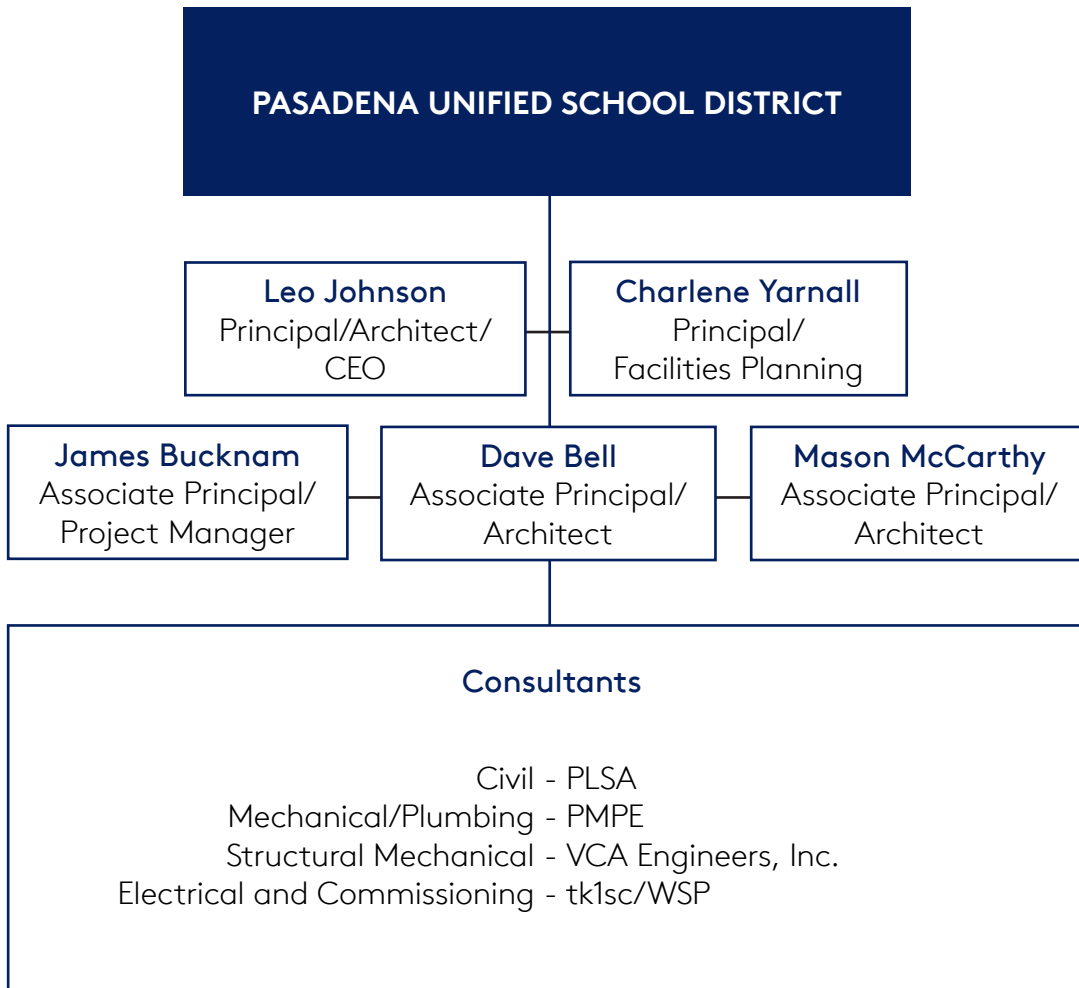 PASADENA UNIFIED SCHOOL DISTRICT
Leo Johnson
Principal/Architect/
CEO
Charlene Yarnall
Principal/
Facilities Planning
James Bucknam
Associate Principal/
Project Manager
Dave Bell
Associate Principal/
Architect
Mason McCarthy
Associate Principal/
Architect
Consultants
Civil - PLSA
Mechanical/Plumbing - PMPE
Structural Mechanical - VCA Engineers, Inc.
Electrical and Commissioning - tk1sc/WSP